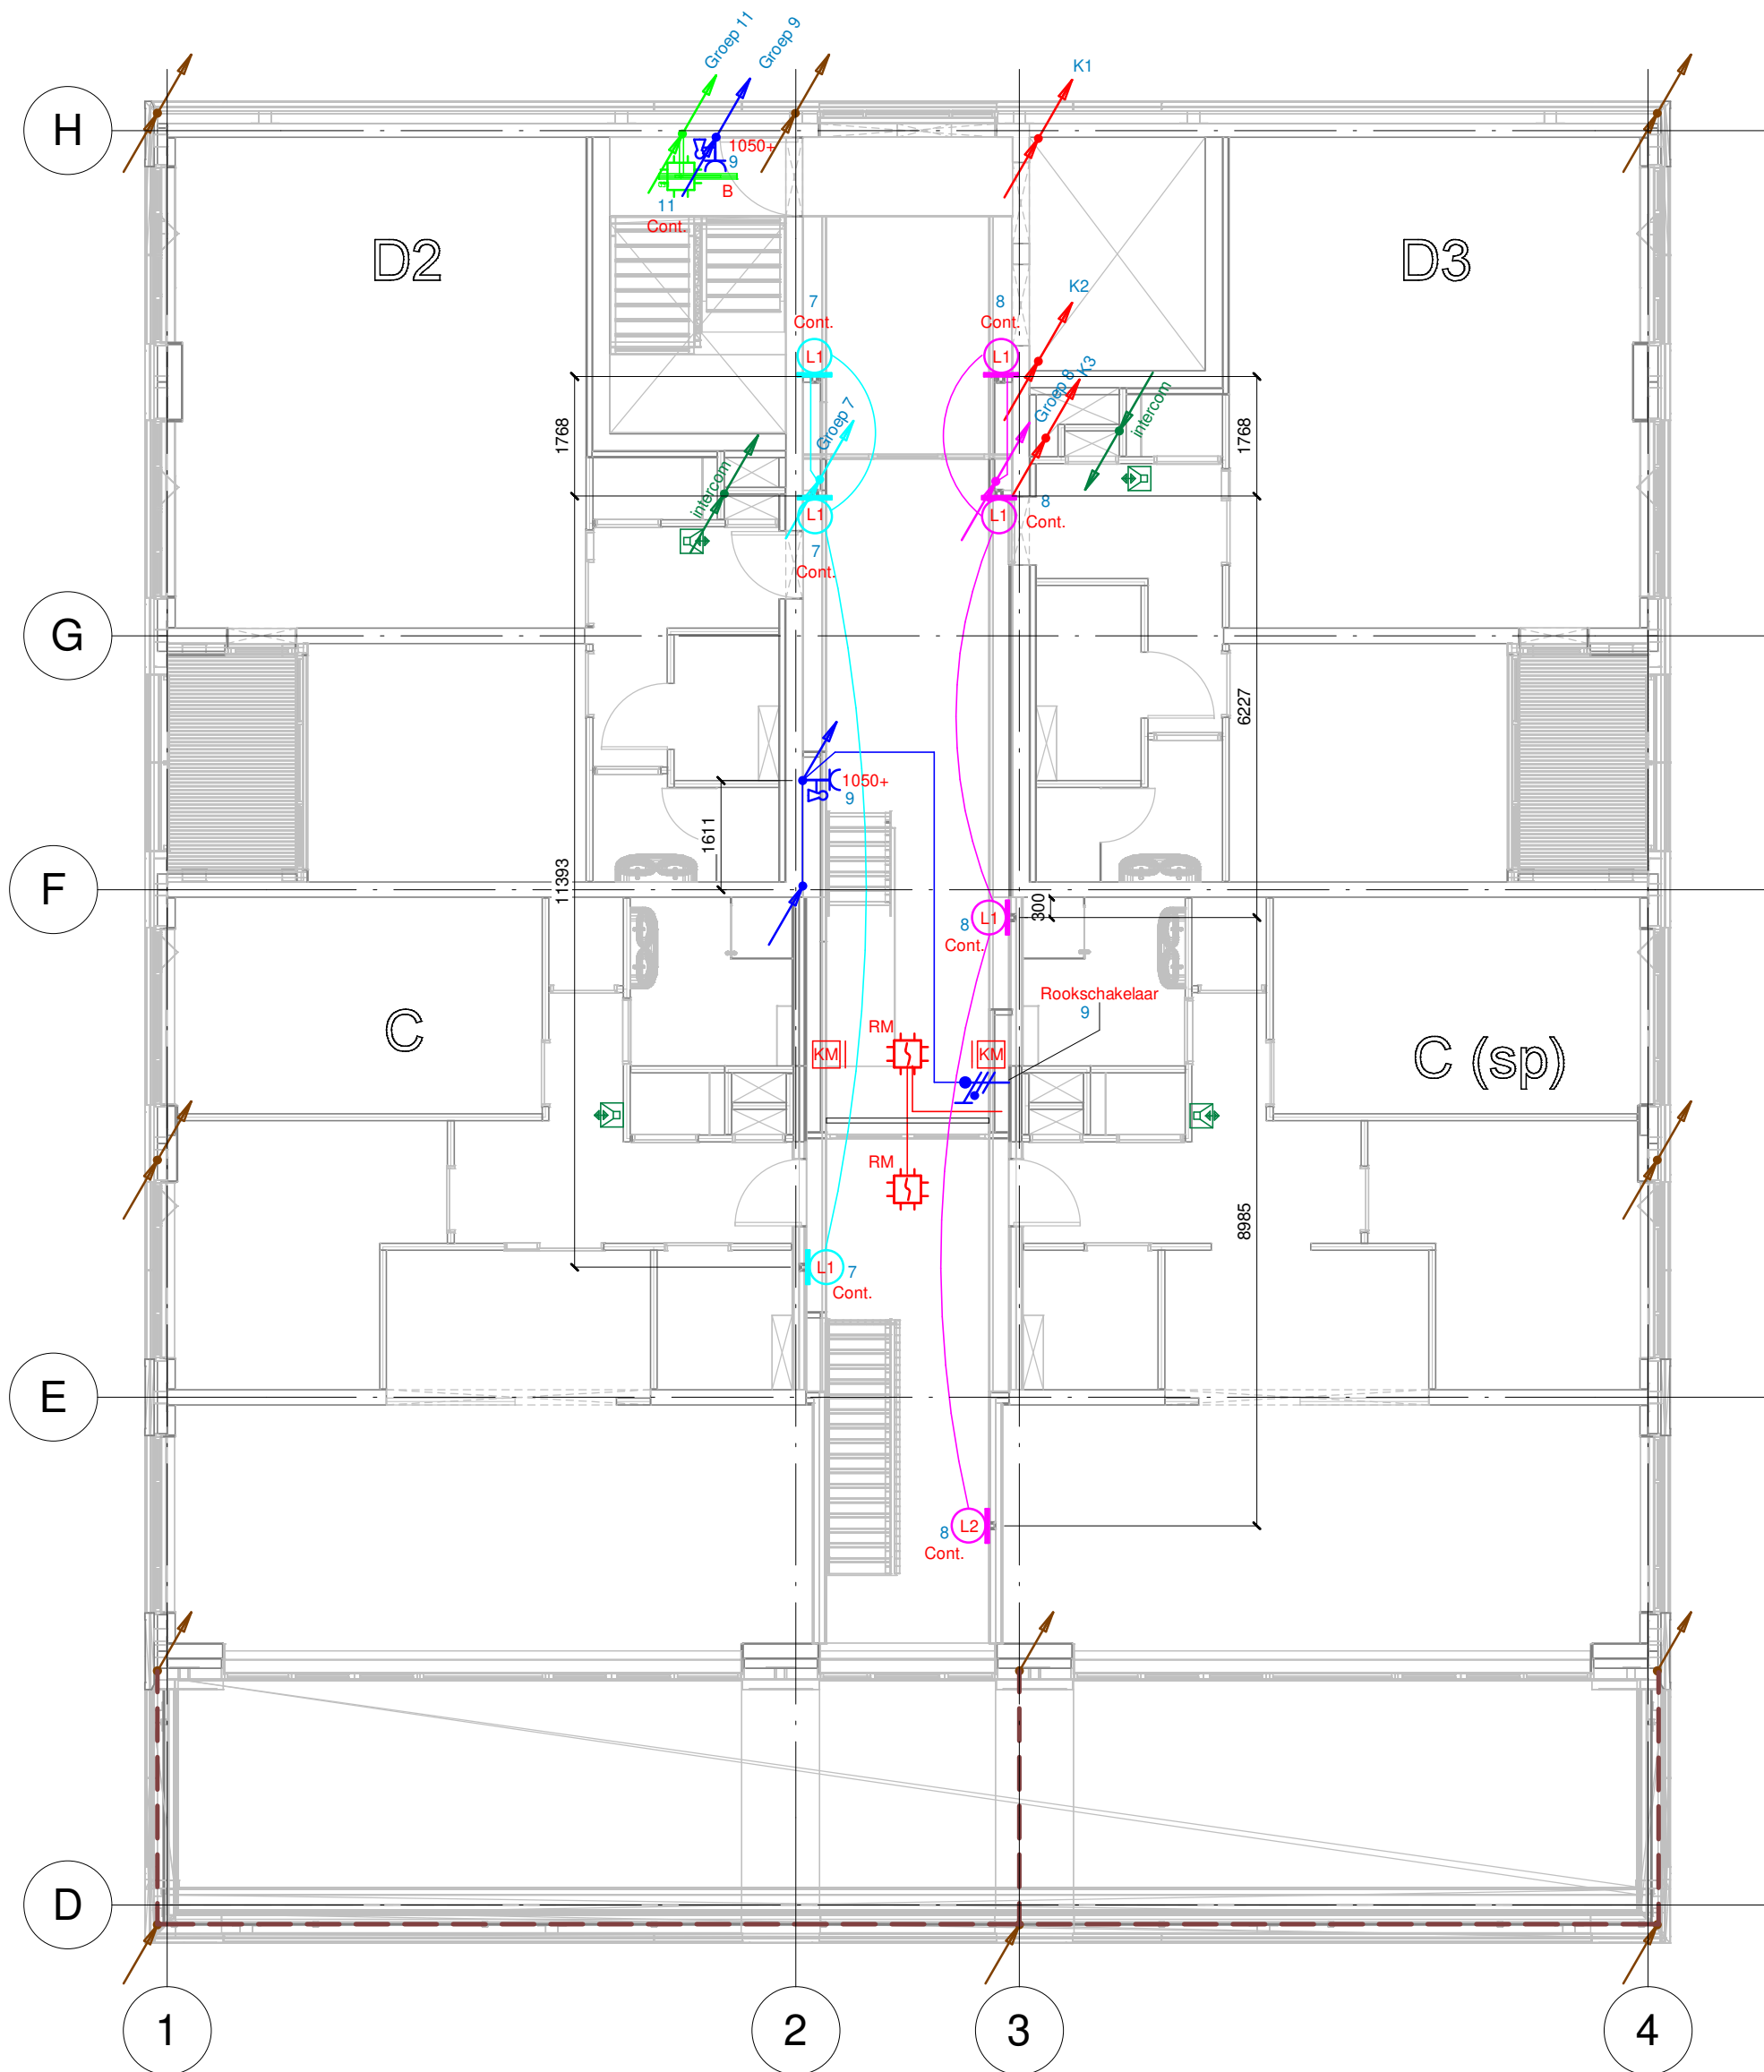 Groep 11
Groep 9
K1
H
1050+
9
B
11
Cont.
D2
D3
K2
7
Cont.
8
Cont.
L1
L1
K3
Groep 8
Groep 7
intercom
1768
1768
intercom
L1
L1
8
Cont.
7
Cont.
G
6227
1050+
9
1611
11393
F
300
L1
8
Cont.
Rookschakelaar
9
C
C (sp)
RM
KM
KM
RM
8985
L1
7
Cont.
E
L2
8
Cont.
D
1
2
3
4